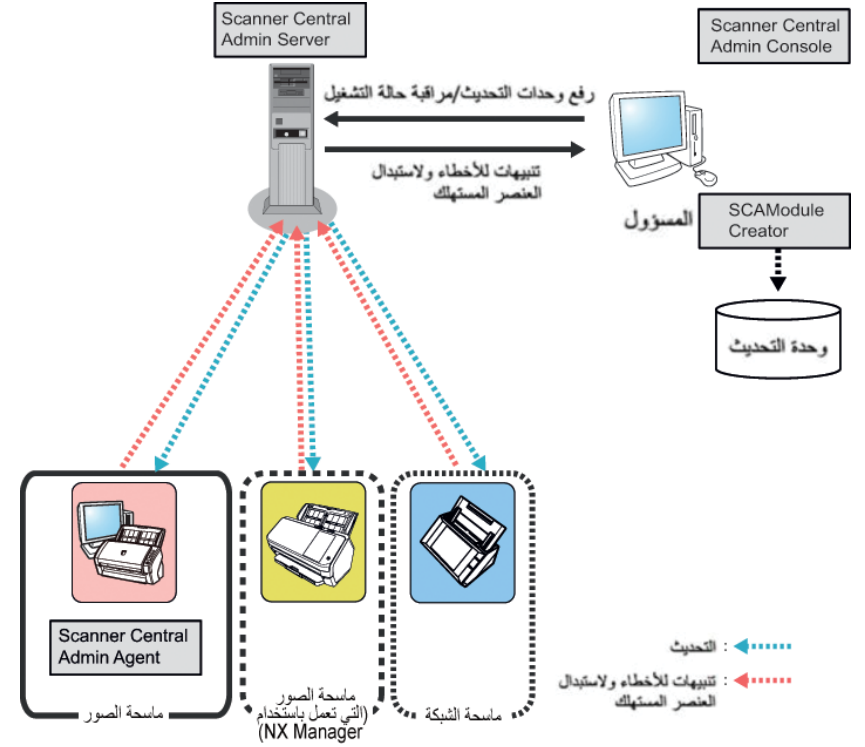 Scanner Central
Admin Server
Scanner Central
Admin Console
رفع وحدات التحديث/مراقبة حالة التشغيل
تنبيهات للأخطاء ولاستبدال
العنصر المستهلك
المسؤول
SCAModule
Creator
وحدة التحديث
Scanner Central
Admin Agent
ماسحة الصور
ماسحة الصور
(التي تعمل باستخدام
NX Manager)
ماسحة الشبكة
: التحديث
: تنبيهات للأخطاء ولاستبدال
العنصر المستهلك